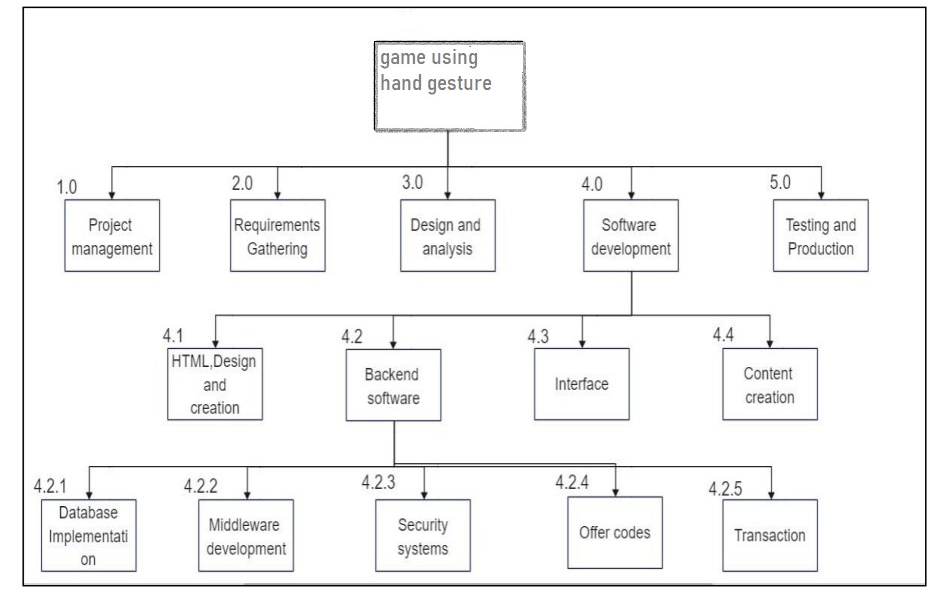 game using
hand gesture
1.0
2.0
3.0
4.0
5.0
Project
management
Requirements
Gathering
Design and
analysis
Software
development
Testing and
Production
4.1
4.2
4.3
4.4
HTML,Design
and
creation
Backend
software
Interface
Content
creation
4.2.1
4.2.2
4.2.3
4.2.4
4.2.5
Database
Implementati
on
Middleware
development
Security
systems
Offer codes
Transaction